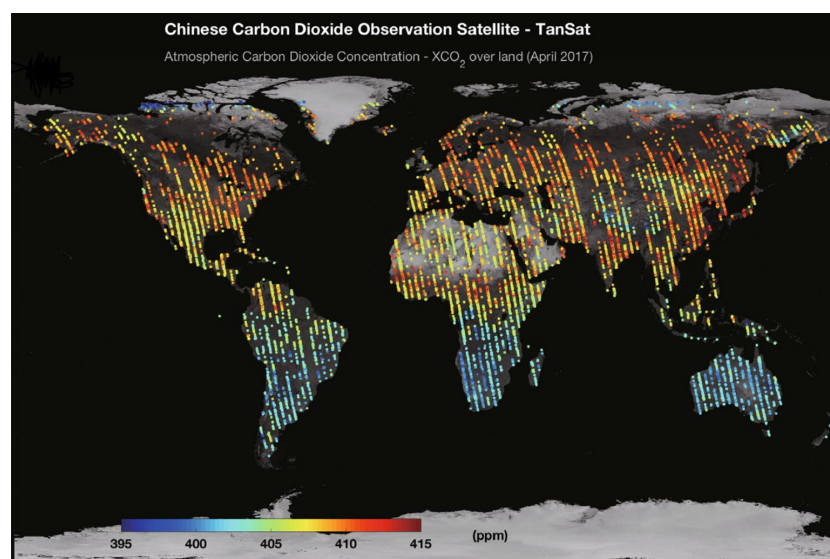 Chinese Carbon Dioxide Observation Satellite - TanSat
Atmospheric Carbon Dioxide Concentration - XCO₂ over land (April 2017)
395 400 405 410 415 (ppm)